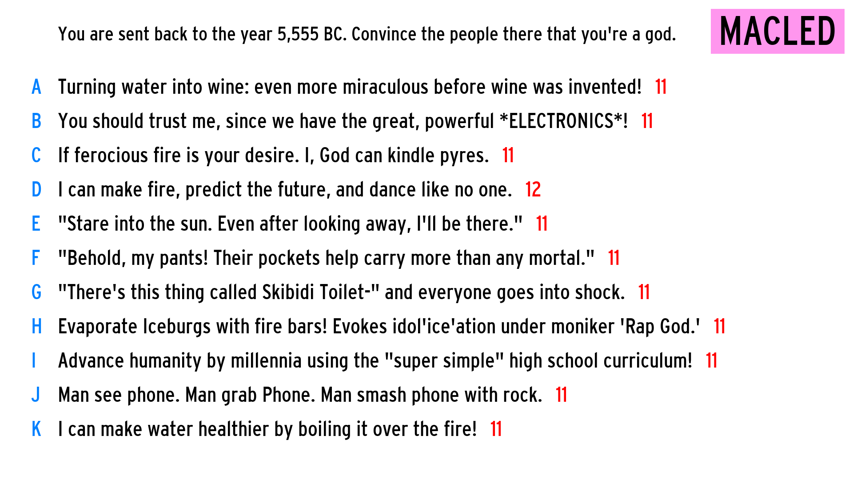 You are sent back to the year 5,555 BC. Convince the people there that you're a god.
MACLED
A Turning water into wine: even more miraculous before wine was invented! 11
B You should trust me, since we have the great, powerful *ELECTRONICS*! 11
C If ferocious fire is your desire. I, God can kindle pyres. 11
D I can make fire, predict the future, and dance like no one. 12
E "Stare into the sun. Even after looking away, I'll be there." 11
F "Behold, my pants! Their pockets help carry more than any mortal." 11
G "There's this thing called Skibidi Toilet-" and everyone goes into shock. 11
H Evaporate Iceburgs with fire bars! Evokes idol'ice'ation under moniker 'Rap God.' 11
I Advance humanity by millennia using the "super simple" high school curriculum! 11
J Man see phone. Man grab Phone. Man smash phone with rock. 11
K I can make water healthier by boiling it over the fire! 11